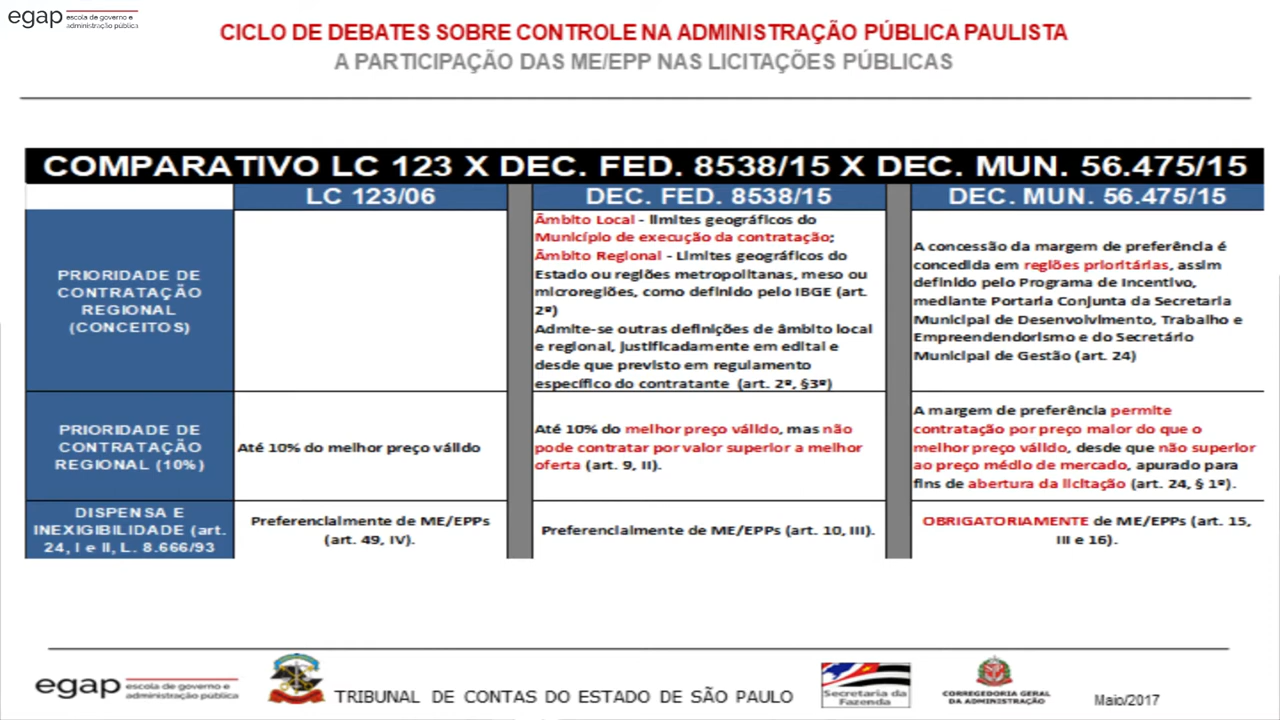 egap escola de governo e
administração pública
CICLO DE DEBATES SOBRE CONTROLE NA ADMINISTRAÇÃO PÚBLICA PAULISTA
A PARTICIPAÇÃO DAS ME/EPP NAS LICITAÇÕES PÚBLICAS
COMPARATIVO LC 123 X DEC. FED. 8538/15 X DEC. MUN. 56.475/15
LC 123/06
DEC. FED. 8538/15
DEC. MUN. 56.475/15
PRIORIDADE DE
CONTRATAÇÃO
REGIONAL
(CONCEITOS)
Âmbito Local - limites geográficos do
Município de execução da contratação;
Âmbito Regional - Limites geográficos do
Estado ou regiões metropolitanas, meso ou
microregiões, como definido pelo IBGE (art.
2º)
Admite-se outras definições de âmbito local
e regional, justificadamente em edital e
desde que previsto em regulamento
específico do contratante (art. 2º, §3º)
A concessão da margem de preferência é
concedida em regiões prioritárias, assim
definido pelo Programa de Incentivo,
mediante Portaria Conjunta da Secretaria
Municipal de Desenvolvimento, Trabalho e
Empreendendorismo e do Secretário
Municipal de Gestão (art. 24)
PRIORIDADE DE
CONTRATAÇÃO
REGIONAL (10%)
Até 10% do melhor preço válido
Até 10% do melhor preço válido, mas não
pode contratar por valor superior a melhor
oferta (art. 9, II).
A margem de preferência permite
contratação por preço maior do que o
melhor preço válido, desde que não superior
ao preço médio de mercado, apurado para
fins de abertura da licitação (art. 24, § 1º).
DISPENSA E
INEXIGIBILIDADE (art.
24, I e II, L. 8.666/93
Preferencialmente de ME/EPPs
(art. 49, IV).
Preferencialmente de ME/EPPs (art. 10, III).
OBRIGATORIAMENTE de ME/EPPs (art. 15,
III e 16).
egap escola de governo e
administração pública
TRIBUNAL DE CONTAS DO ESTADO DE SÃO PAULO
Secretaria da
Fazenda
CORREGEDORIA GERAL
DA ADMINISTRAÇÃO
Maio/2017